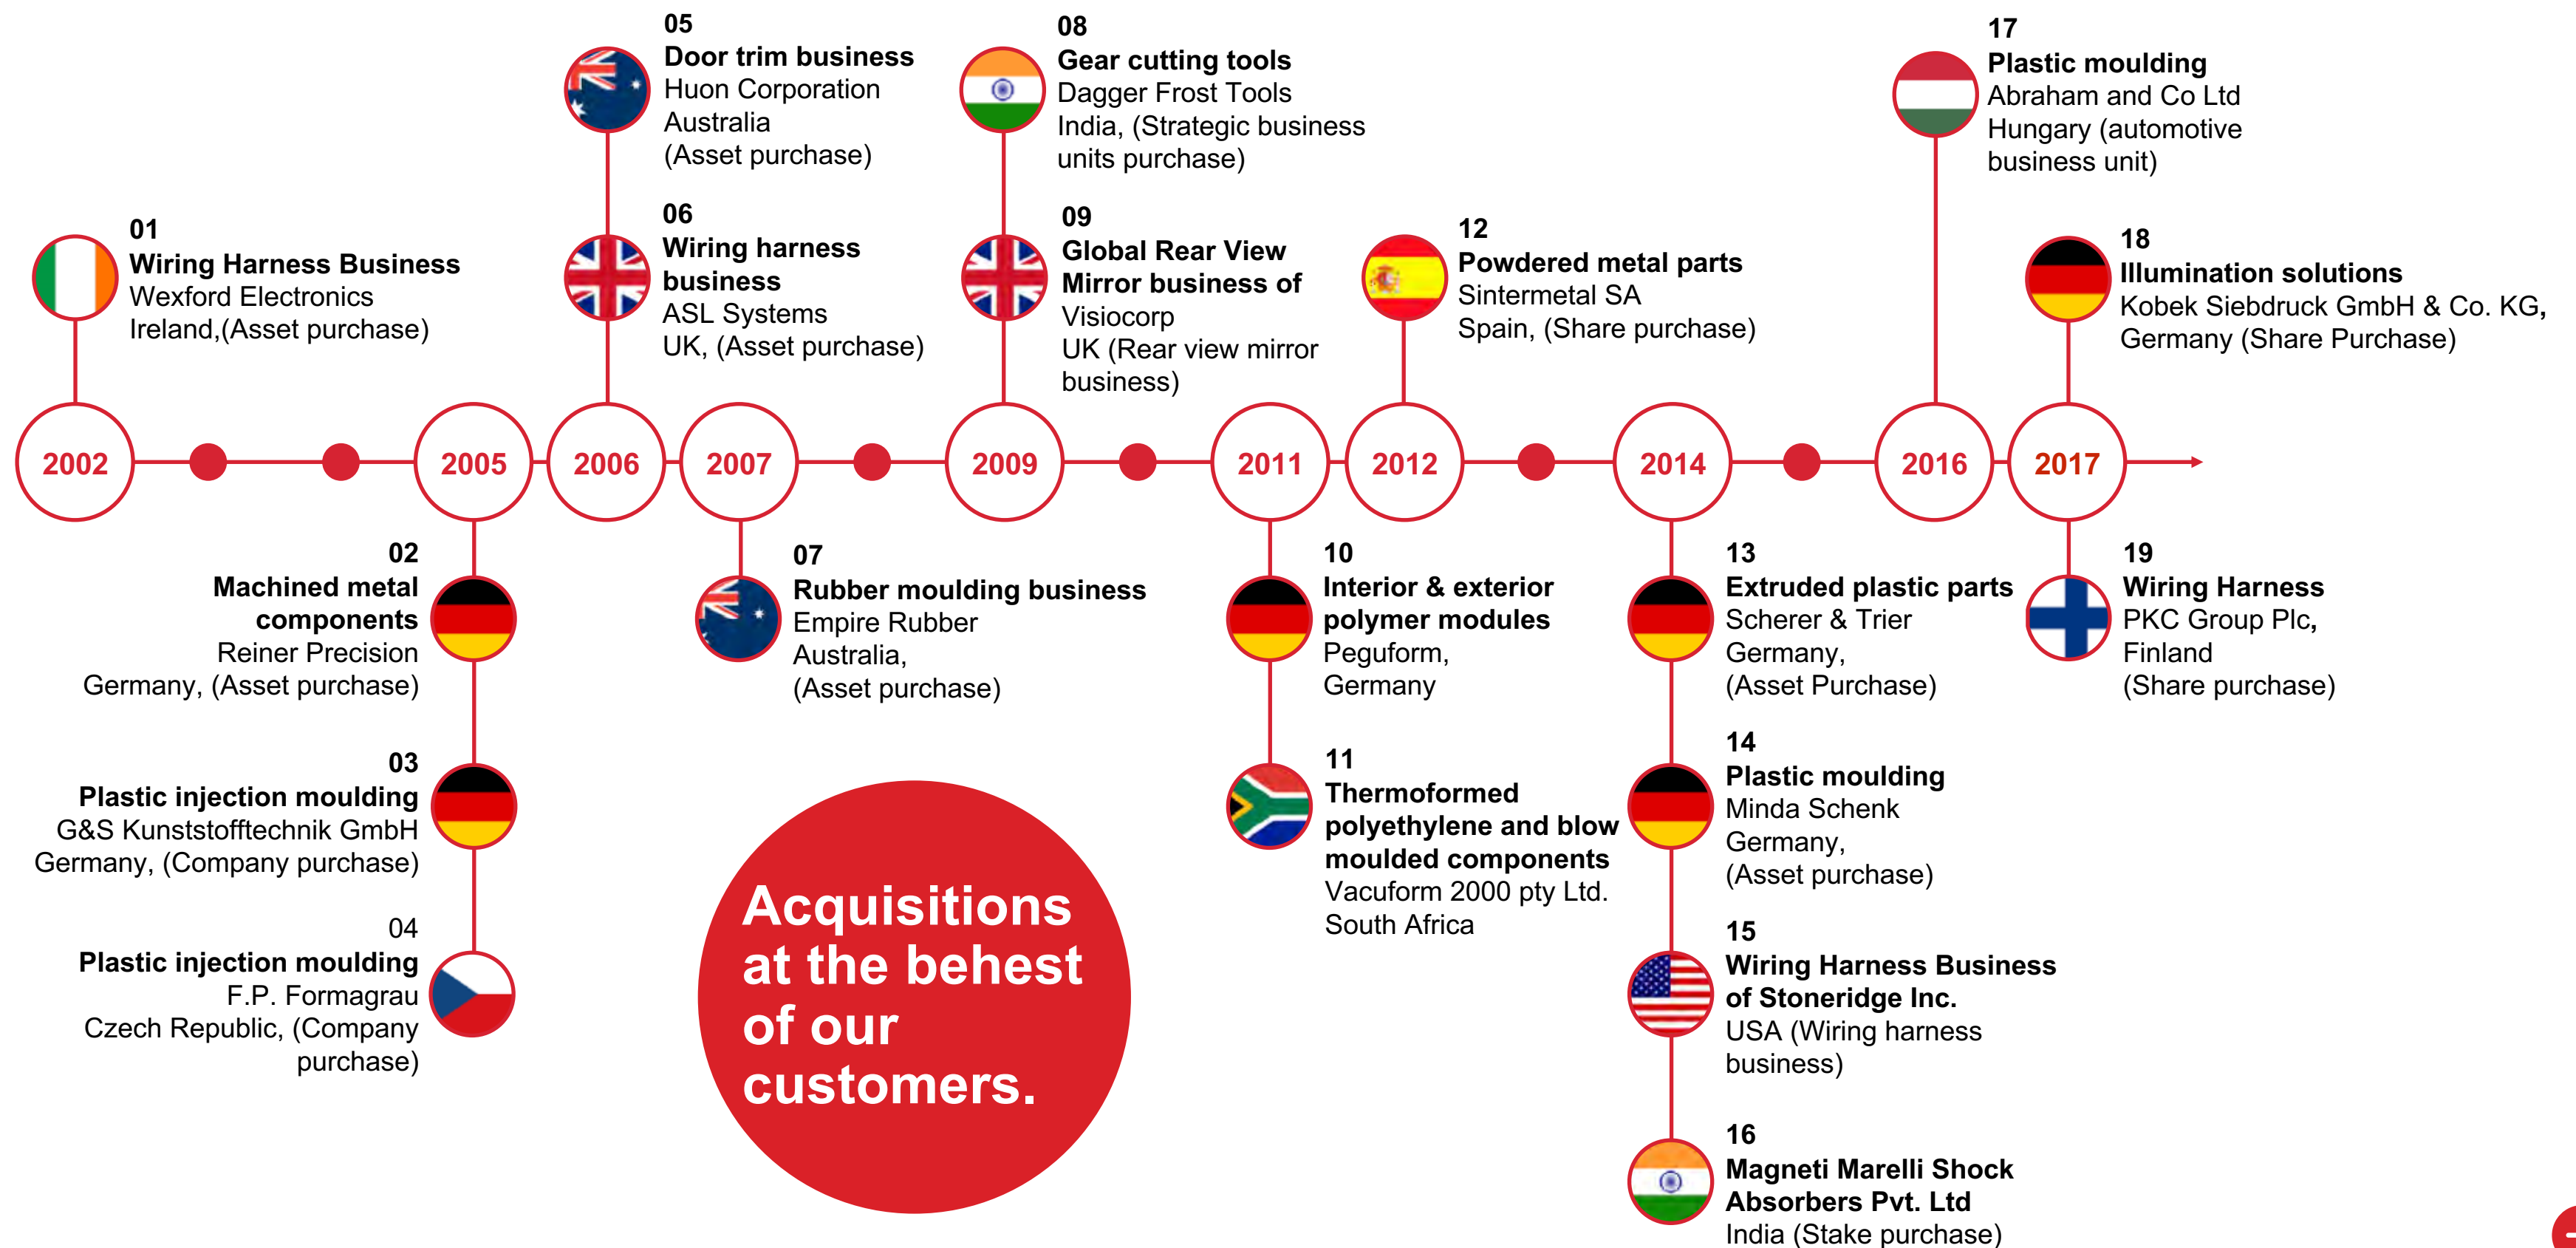 01
Wiring Harness Business
Wexford Electronics
Ireland,(Asset purchase)
05
Door trim business
Huon Corporation
Australia
(Asset purchase)
06
Wiring harness
business
ASL Systems
UK, (Asset purchase)
08
Gear cutting tools
Dagger Frost Tools
India, (Strategic business
units purchase)
09
Global Rear View
Mirror business of
Visiocorp
UK (Rear view mirror
business)
12
Powdered metal parts
Sintermetal SA
Spain, (Share purchase)
17
Plastic moulding
Abraham and Co Ltd
Hungary (automotive
business unit)
18
Illumination solutions
Kobek Siebdruck GmbH & Co. KG,
Germany (Share Purchase)
2002
2005
2006
2007
2009
2011
2012
2014
2016
2017
02
Machined metal
components
Reiner Precision
Germany, (Asset purchase)
03
Plastic injection moulding
G&S Kunststofftechnik GmbH
Germany, (Company purchase)
04
Plastic injection moulding
F.P. Formagrau
Czech Republic, (Company
purchase)
07
Rubber moulding business
Empire Rubber
Australia,
(Asset purchase)
Acquisitions
at the behest
of our
customers.
10
Interior & exterior
polymer modules
Peguform,
Germany
11
Thermoformed
polyethylene and blow
moulded components
Vacuform 2000 pty Ltd.
South Africa
13
Extruded plastic parts
Scherer & Trier
Germany,
(Asset Purchase)
14
Plastic moulding
Minda Schenk
Germany,
(Asset purchase)
15
Wiring Harness Business
of Stoneridge Inc.
USA (Wiring harness
business)
16
Magneti Marelli Shock
Absorbers Pvt. Ltd
India (Stake purchase)
19
Wiring Harness
PKC Group Plc,
Finland
(Share purchase)